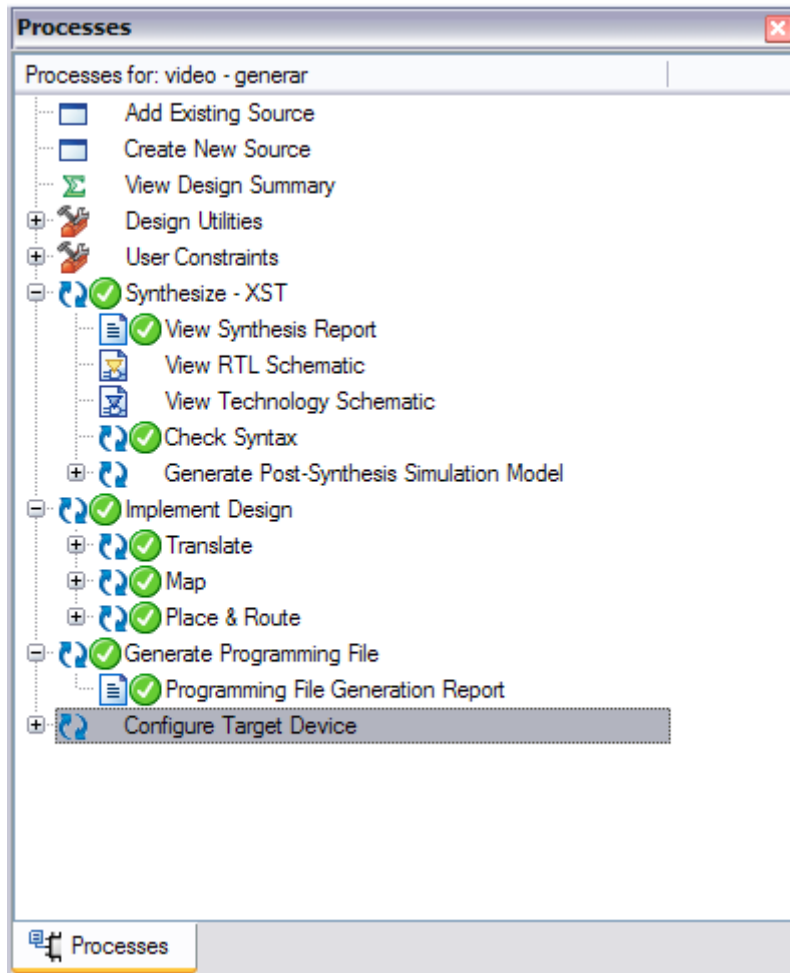 Processes
Processes for: video - generar
Add Existing Source
Create New Source
View Design Summary
Design Utilities
User Constraints
Synthesize - XST
View Synthesis Report
View RTL Schematic
View Technology Schematic
Check Syntax
Generate Post-Synthesis Simulation Model
Implement Design
Translate
Map
Place & Route
Generate Programming File
Programming File Generation Report
Configure Target Device
Processes